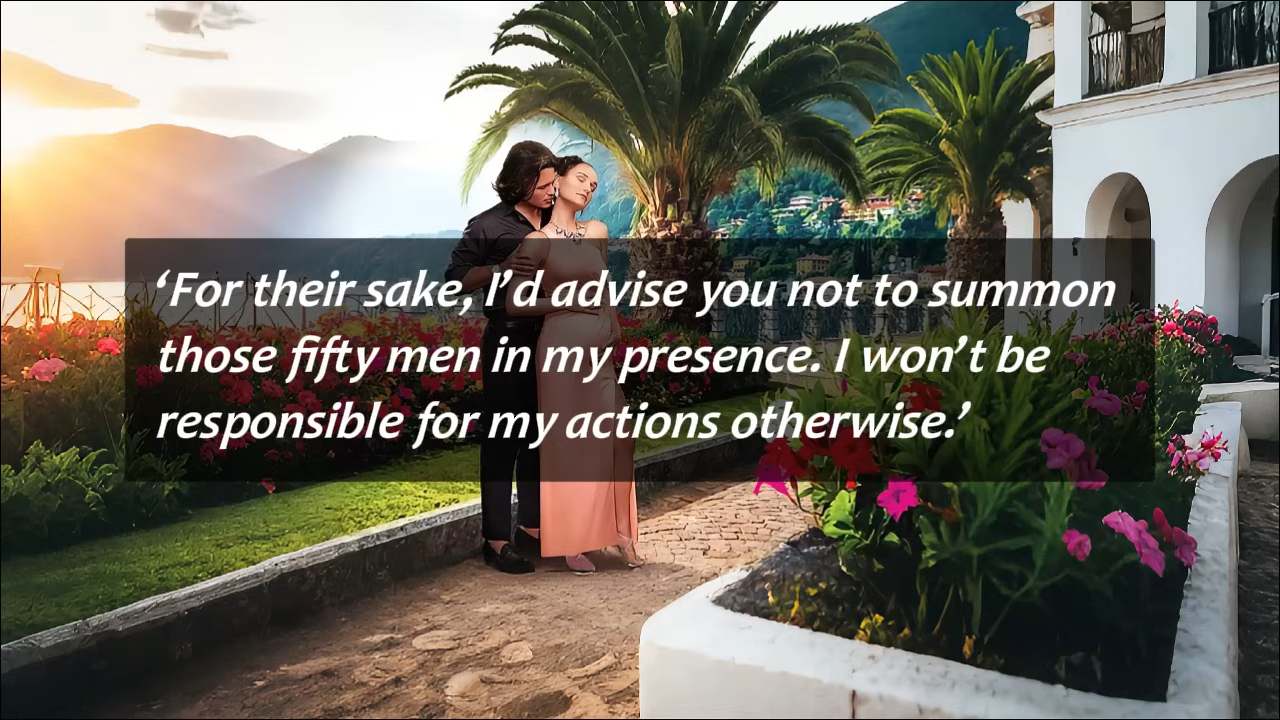 ‘For their sake, I’d advise you not to summon
those fifty men in my presence. I won’t be
responsible for my actions otherwise.’